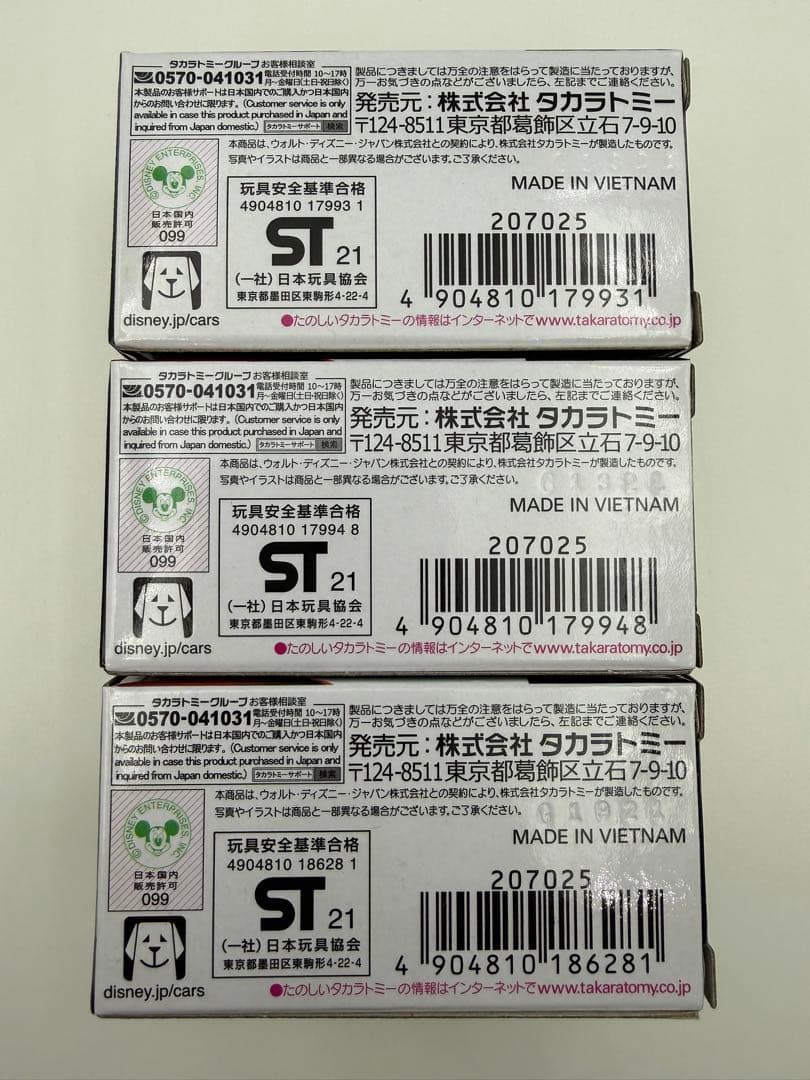 タカラトミーグループお客様相談室
0570-041031 電話受付時間 10～17時 月～金曜日(土日・祝日除く)
本製品のお客様サポートは日本国内でのご購入かつ日本国内
からのお問い合わせに限ります。(Customer service is only
available in case this product purchased in Japan and
inquired from Japan domestic.) タカラトミーサポート 検索
製品につきましては万全の注意をはらって製造に当たっておりますが、
万一お気づきの点などがございましたら、左記までご連絡ください。
発売元：株式会社 タカラトミー
〒124-8511東京都葛飾区立石7-9-10
本商品は、ウォルト・ディズニー・ジャパン株式会社との契約により、株式会社タカラトミーが製造したものです。
写真やイラストは商品と一部異なる場合がございます。ご了承ください。
©DISNEY ENTERPRISES, INC.
日本国内
販売許可
099
disney.jp/cars
玩具安全基準合格
4904810 17993 1
ST 21
(一社)日本玩具協会
東京都墨田区東駒形4-22-4
MADE IN VIETNAM
207025
4 904810 179931
●たのしいタカラトミーの情報はインターネットでwww.takaratomy.co.jp
タカラトミーグループお客様相談室
0570-041031 電話受付時間 10～17時 月～金曜日(土日・祝日除く)
本製品のお客様サポートは日本国内でのご購入かつ日本国内
からのお問い合わせに限ります。(Customer service is only
available in case this product purchased in Japan and
inquired from Japan domestic.) タカラトミーサポート 検索
製品につきましては万全の注意をはらって製造に当たっておりますが、
万一お気づきの点などがございましたら、左記までご連絡ください。
発売元：株式会社 タカラトミー
〒124-8511東京都葛飾区立石7-9-10
本商品は、ウォルト・ディズニー・ジャパン株式会社との契約により、株式会社タカラトミーが製造したものです。
写真やイラストは商品と一部異なる場合がございます。ご了承ください。
©DISNEY ENTERPRISES, INC.
日本国内
販売許可
099
disney.jp/cars
玩具安全基準合格
4904810 17994 8
ST 21
(一社)日本玩具協会
東京都墨田区東駒形4-22-4
MADE IN VIETNAM
207025
4 904810 179948
●たのしいタカラトミーの情報はインターネットでwww.takaratomy.co.jp
タカラトミーグループお客様相談室
0570-041031 電話受付時間 10～17時 月～金曜日(土日・祝日除く)
本製品のお客様サポートは日本国内でのご購入かつ日本国内
からのお問い合わせに限ります。(Customer service is only
available in case this product purchased in Japan and
inquired from Japan domestic.) タカラトミーサポート 検索
製品につきましては万全の注意をはらって製造に当たっておりますが、
万一お気づきの点などがございましたら、左記までご連絡ください。
発売元：株式会社 タカラトミー
〒124-8511東京都葛飾区立石7-9-10
本商品は、ウォルト・ディズニー・ジャパン株式会社との契約により、株式会社タカラトミーが製造したものです。
写真やイラストは商品と一部異なる場合がございます。ご了承ください。
©DISNEY ENTERPRISES, INC.
日本国内
販売許可
099
disney.jp/cars
玩具安全基準合格
4904810 18628 1
ST 21
(一社)日本玩具協会
東京都墨田区東駒形4-22-4
MADE IN VIETNAM
207025
4 904810 186281
●たのしいタカラトミーの情報はインターネットでwww.takaratomy.co.jp